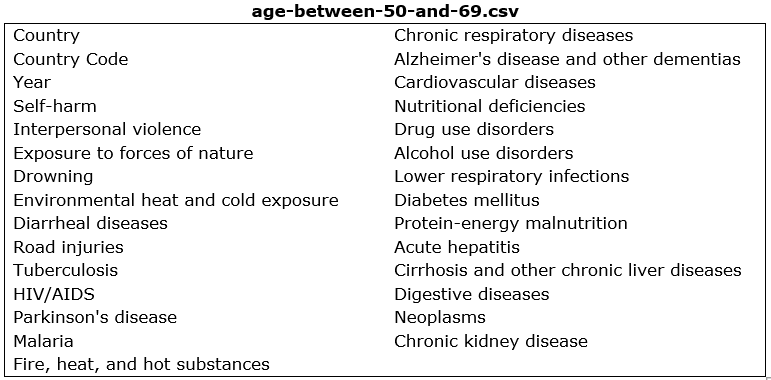 age-between-50-and-69.csv
Country
Country Code
Year
Self-harm
Interpersonal violence
Exposure to forces of nature
Drowning
Environmental heat and cold exposure
Diarrheal diseases
Road injuries
Tuberculosis
HIV/AIDS
Parkinson's disease
Malaria
Fire, heat, and hot substances
Chronic respiratory diseases
Alzheimer's disease and other dementias
Cardiovascular diseases
Nutritional deficiencies
Drug use disorders
Alcohol use disorders
Lower respiratory infections
Diabetes mellitus
Protein-energy malnutrition
Acute hepatitis
Cirrhosis and other chronic liver diseases
Digestive diseases
Neoplasms
Chronic kidney disease